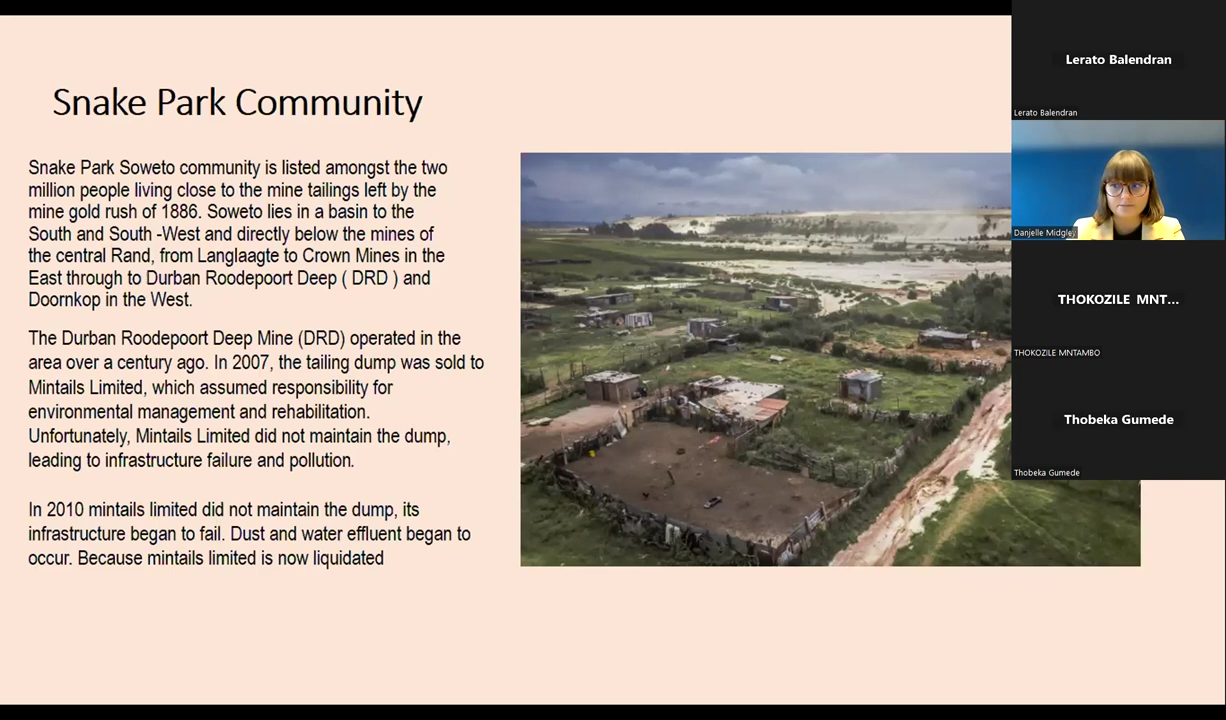 Snake Park Community
Snake Park Soweto community is listed amongst the two
million people living close to the mine tailings left by the
mine gold rush of 1886. Soweto lies in a basin to the
South and South -West and directly below the mines of
the central Rand, from Langlaagte to Crown Mines in the
East through to Durban Roodepoort Deep ( DRD ) and
Doornkop in the West.
The Durban Roodepoort Deep Mine (DRD) operated in the
area over a century ago. In 2007, the tailing dump was sold to
Mintails Limited, which assumed responsibility for
environmental management and rehabilitation.
Unfortunately, Mintails Limited did not maintain the dump,
leading to infrastructure failure and pollution.
In 2010 mintails limited did not maintain the dump, its
infrastructure began to fail. Dust and water effluent began to
occur. Because mintails limited is now liquidated
Lerato Balendran
Lerato Balendran
Danjelle Midgley
THOKOZILE MNT...
THOKOZILE MNTAMBO
Thobeka Gumede
Thobeka Gumede